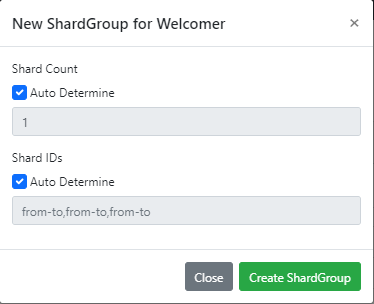 New ShardGroup for Welcomer ×
Shard Count
Auto Determine
1
Shard IDs
Auto Determine
from-to,from-to,from-to
Close Create ShardGroup